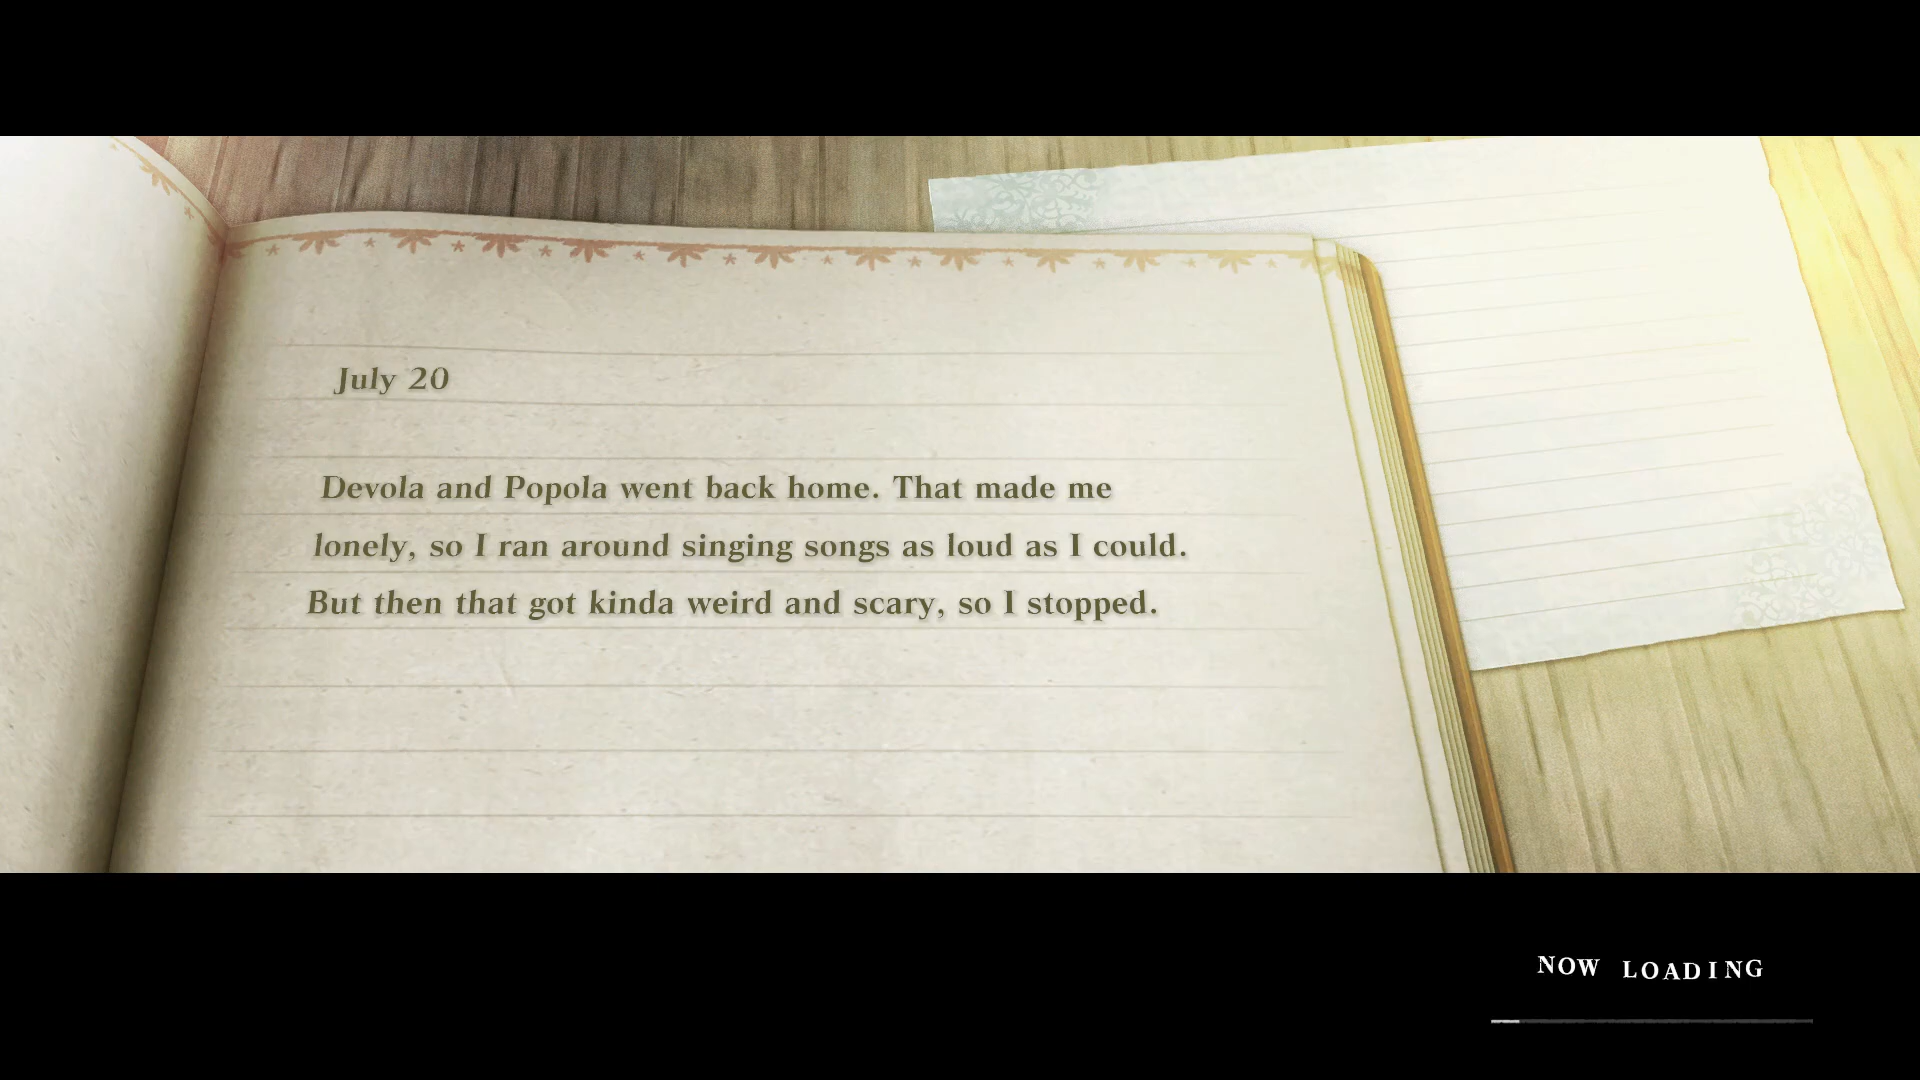 July 20
Devola and Popola went back home. That made me
lonely, so I ran around singing songs as loud as I could.
But then that got kinda weird and scary, so I stopped.
NOW LOADING